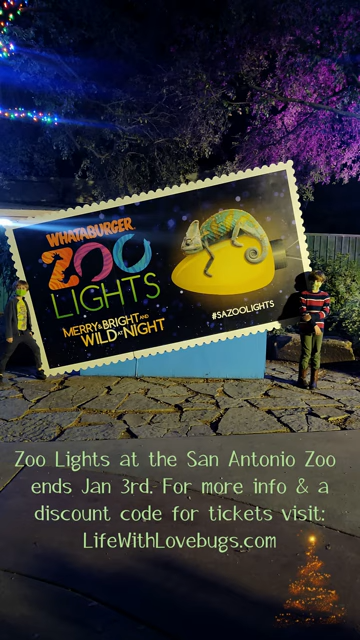 WHATABURGER
ZOO
LIGHTS
MERRY & BRIGHT AND
WILD AT NIGHT
#SAZOOLIGHTS
Zoo Lights at the San Antonio Zoo
ends Jan 3rd. For more info & a
discount code for tickets visit:
LifeWithLovebugs.com